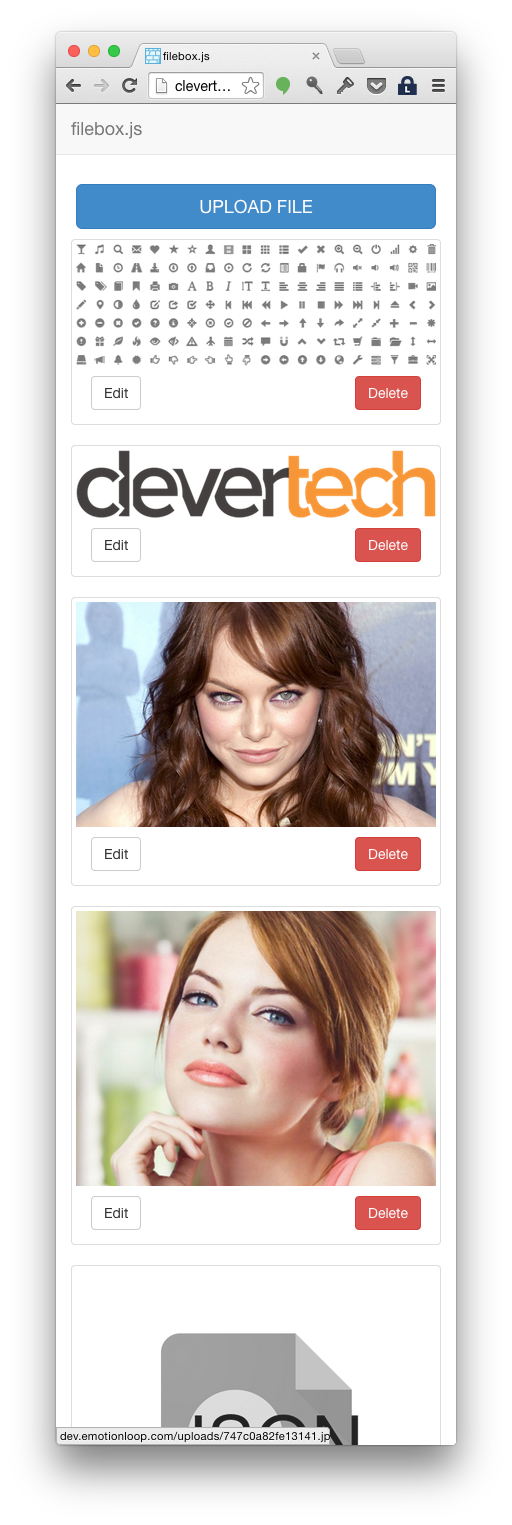 filebox.js
clevert...
filebox.js
UPLOAD FILE
Edit
Delete
clevertech
Edit
Delete
Edit
Delete
Edit
Delete
JSON
dev.emotionloop.com/uploads/747c0a82fe13141.jp